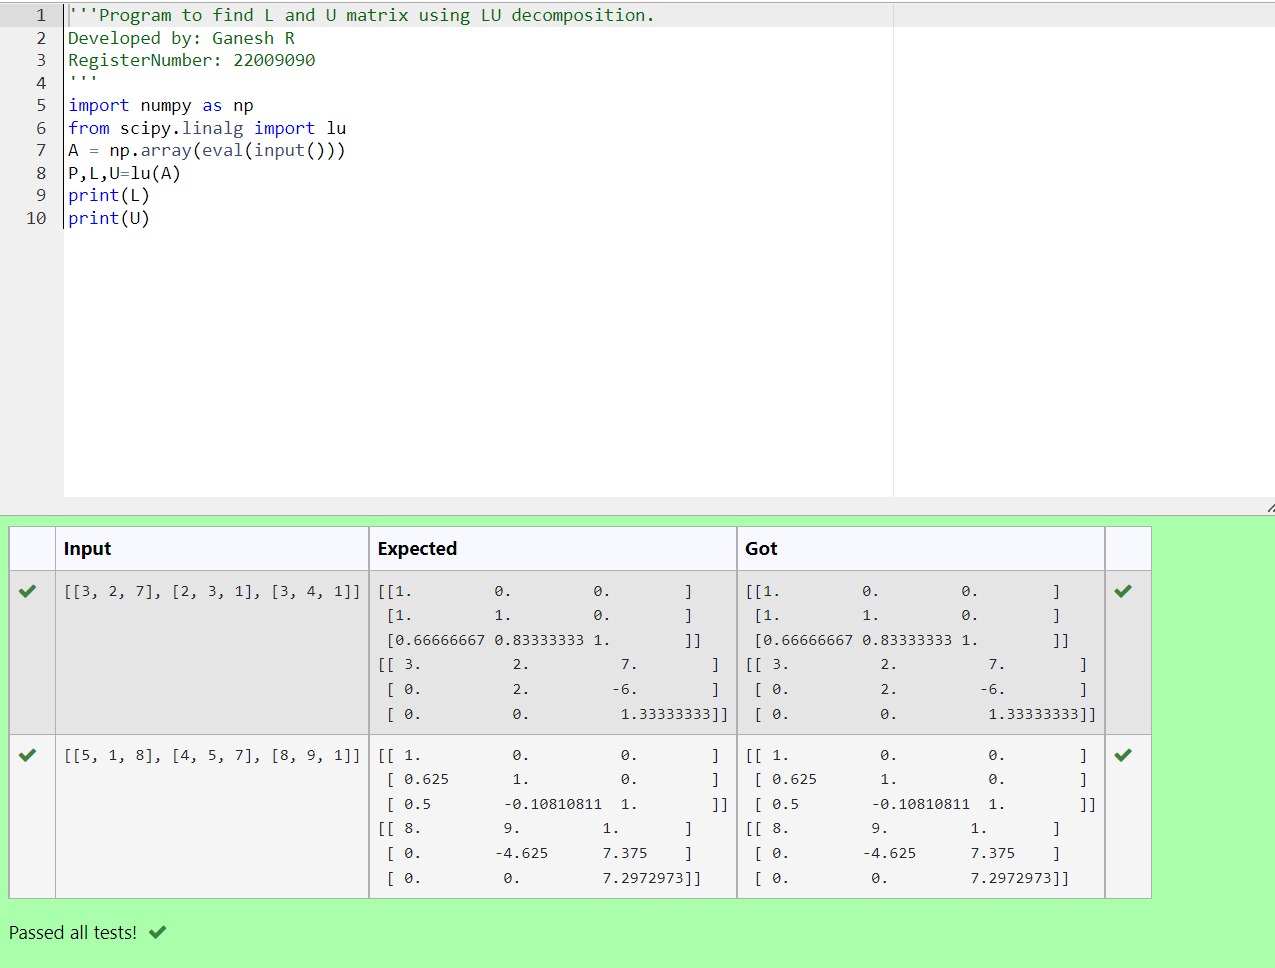 1 '''Program to find L and U matrix using LU decomposition.
2 Developed by: Ganesh R
3 RegisterNumber: 22009090
4 '''
5 import numpy as np
6 from scipy.linalg import lu
7 A = np.array(eval(input()))
8 P,L,U=lu(A)
9 print(L)
10 print(U)
Input Expected Got
[[3, 2, 7], [2, 3, 1], [3, 4, 1]] [[1. 0. 0. ] [[1. 0. 0. ]
[1. 1. 0. ] [1. 1. 0. ]
[0.66666667 0.83333333 1. ]] [0.66666667 0.83333333 1. ]]
[[ 3. 2. 7. ] [[ 3. 2. 7. ]
[ 0. 2. -6. ] [ 0. 2. -6. ]
[ 0. 0. 1.33333333]] [ 0. 0. 1.33333333]]
[[5, 1, 8], [4, 5, 7], [8, 9, 1]] [[ 1. 0. 0. ] [[ 1. 0. 0. ]
[ 0.625 1. 0. ] [ 0.625 1. 0. ]
[ 0.5 -0.10810811 1. ]] [ 0.5 -0.10810811 1. ]]
[[ 8. 9. 1. ] [[ 8. 9. 1. ]
[ 0. -4.625 7.375 ] [ 0. -4.625 7.375 ]
[ 0. 0. 7.2972973]] [ 0. 0. 7.2972973]]
Passed all tests!